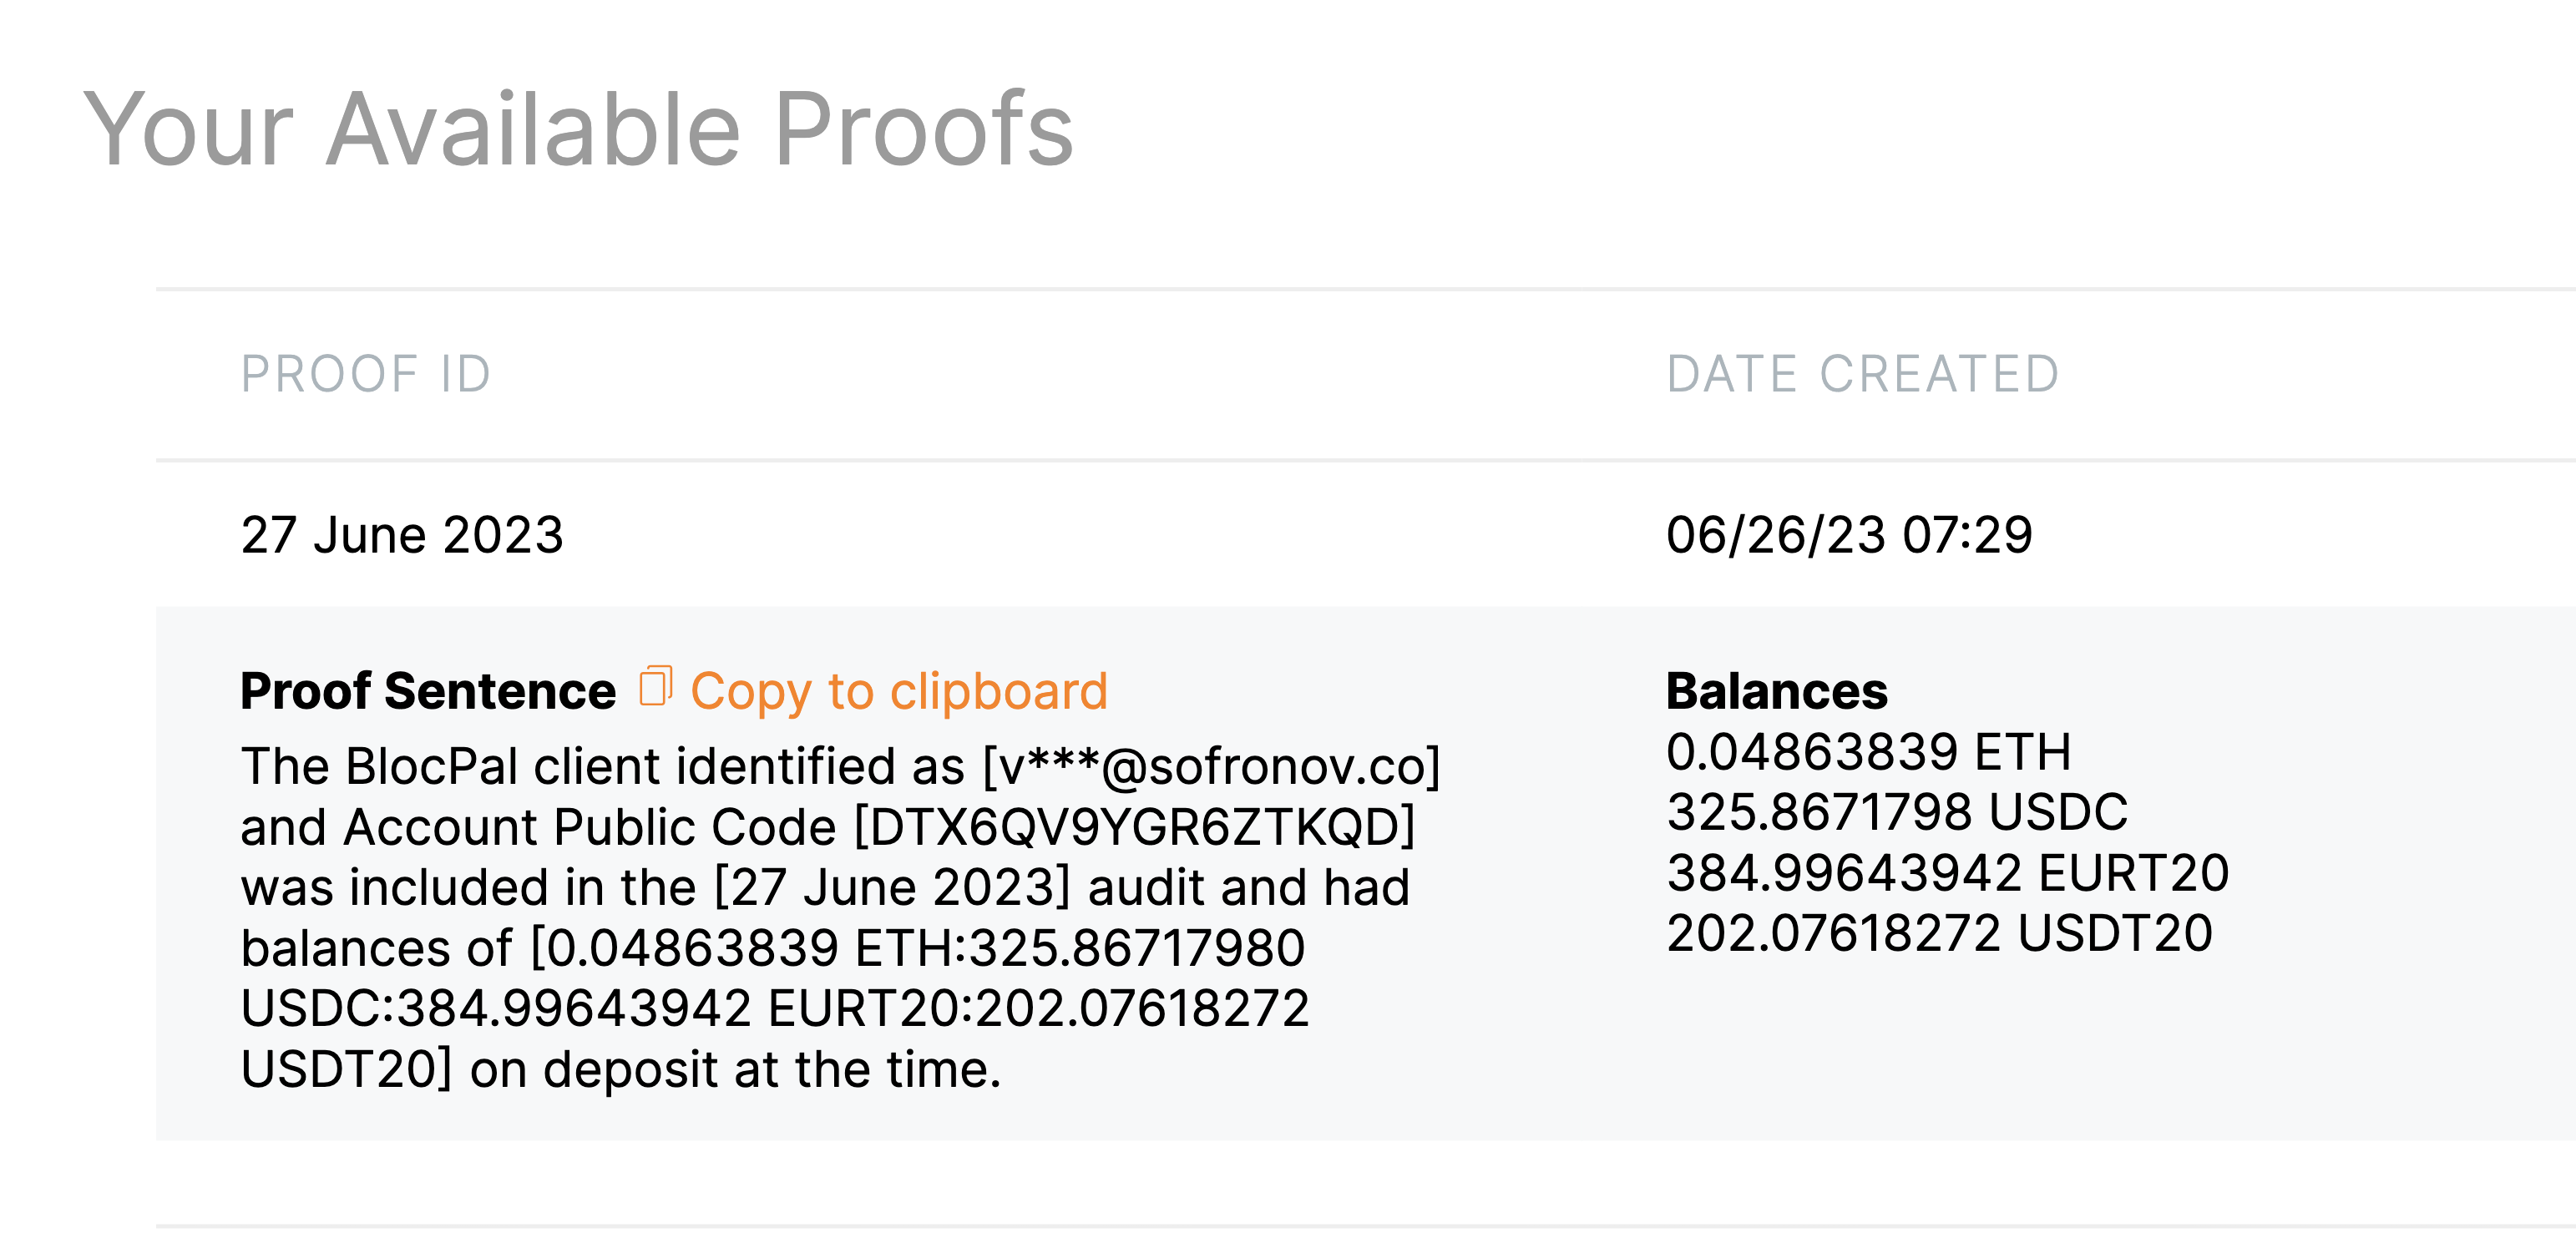 Your Available Proofs
PROOF ID
DATE CREATED
27 June 2023
06/26/23 07:29
Proof Sentence Copy to clipboard
The BlocPal client identified as [v***@sofronov.co]
and Account Public Code [DTX6QV9YGR6ZTKQD]
was included in the [27 June 2023] audit and had
balances of [0.04863839 ETH:325.86717980
USDC:384.99643942 EURT20:202.07618272
USDT20] on deposit at the time.
Balances
0.04863839 ETH
325.8671798 USDC
384.99643942 EURT20
202.07618272 USDT20